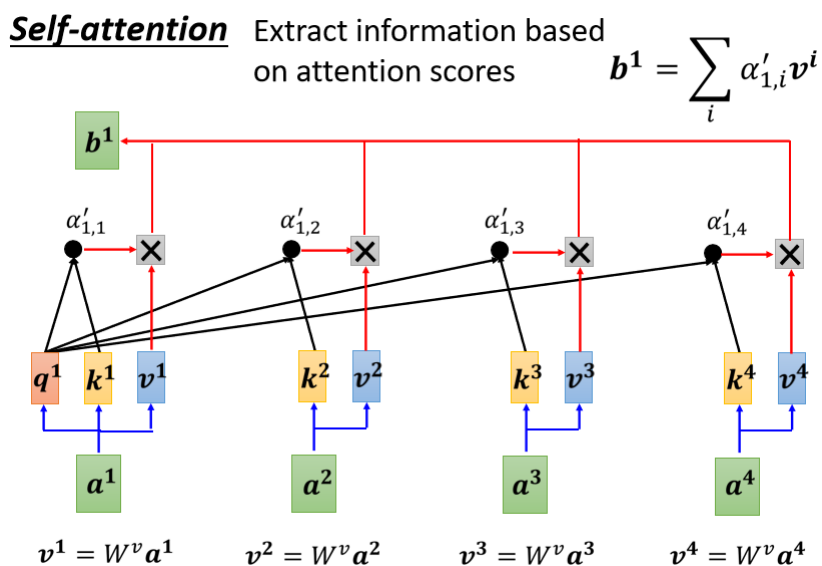 Self-attention Extract information based
on attention scores
b¹ = ∑ᵢ α′₁,ᵢ vⁱ
b¹
α′₁,₁ α′₁,₂ α′₁,₃ α′₁,₄
q¹ k¹ v¹ k² v² k³ v³ k⁴ v⁴
a¹ a² a³ a⁴
v¹ = Wᵛa¹ v² = Wᵛa² v³ = Wᵛa³ v⁴ = Wᵛa⁴